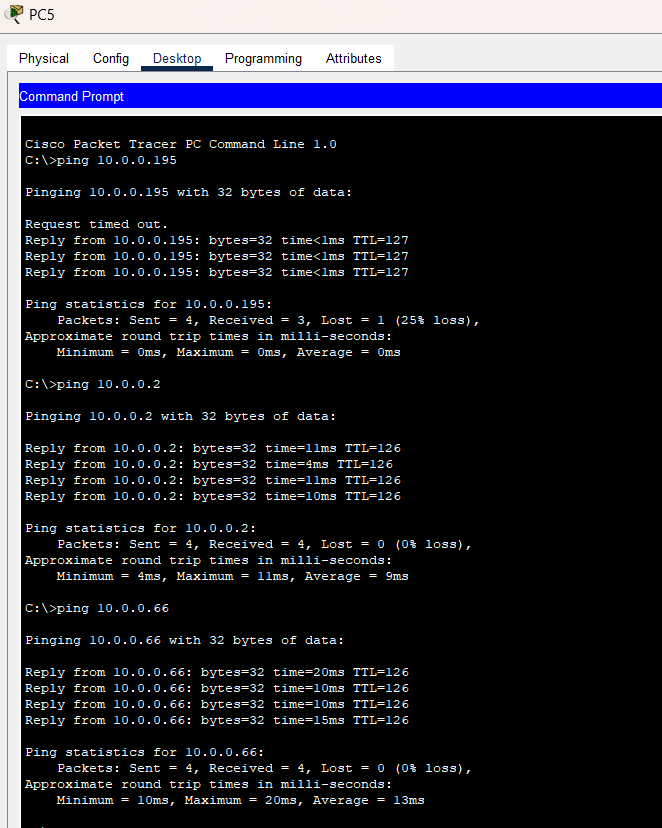 PC5
Physical Config Desktop Programming Attributes
Command Prompt
Cisco Packet Tracer PC Command Line 1.0
C:\>ping 10.0.0.195
Pinging 10.0.0.195 with 32 bytes of data:
Request timed out.
Reply from 10.0.0.195: bytes=32 time<1ms TTL=127
Reply from 10.0.0.195: bytes=32 time<1ms TTL=127
Reply from 10.0.0.195: bytes=32 time<1ms TTL=127
Ping statistics for 10.0.0.195:
    Packets: Sent = 4, Received = 3, Lost = 1 (25% loss),
Approximate round trip times in milli-seconds:
    Minimum = 0ms, Maximum = 0ms, Average = 0ms
C:\>ping 10.0.0.2
Pinging 10.0.0.2 with 32 bytes of data:
Reply from 10.0.0.2: bytes=32 time=11ms TTL=126
Reply from 10.0.0.2: bytes=32 time=4ms TTL=126
Reply from 10.0.0.2: bytes=32 time=11ms TTL=126
Reply from 10.0.0.2: bytes=32 time=10ms TTL=126
Ping statistics for 10.0.0.2:
    Packets: Sent = 4, Received = 4, Lost = 0 (0% loss),
Approximate round trip times in milli-seconds:
    Minimum = 4ms, Maximum = 11ms, Average = 9ms
C:\>ping 10.0.0.66
Pinging 10.0.0.66 with 32 bytes of data:
Reply from 10.0.0.66: bytes=32 time=20ms TTL=126
Reply from 10.0.0.66: bytes=32 time=10ms TTL=126
Reply from 10.0.0.66: bytes=32 time=10ms TTL=126
Reply from 10.0.0.66: bytes=32 time=15ms TTL=126
Ping statistics for 10.0.0.66:
    Packets: Sent = 4, Received = 4, Lost = 0 (0% loss),
Approximate round trip times in milli-seconds:
    Minimum = 10ms, Maximum = 20ms, Average = 13ms